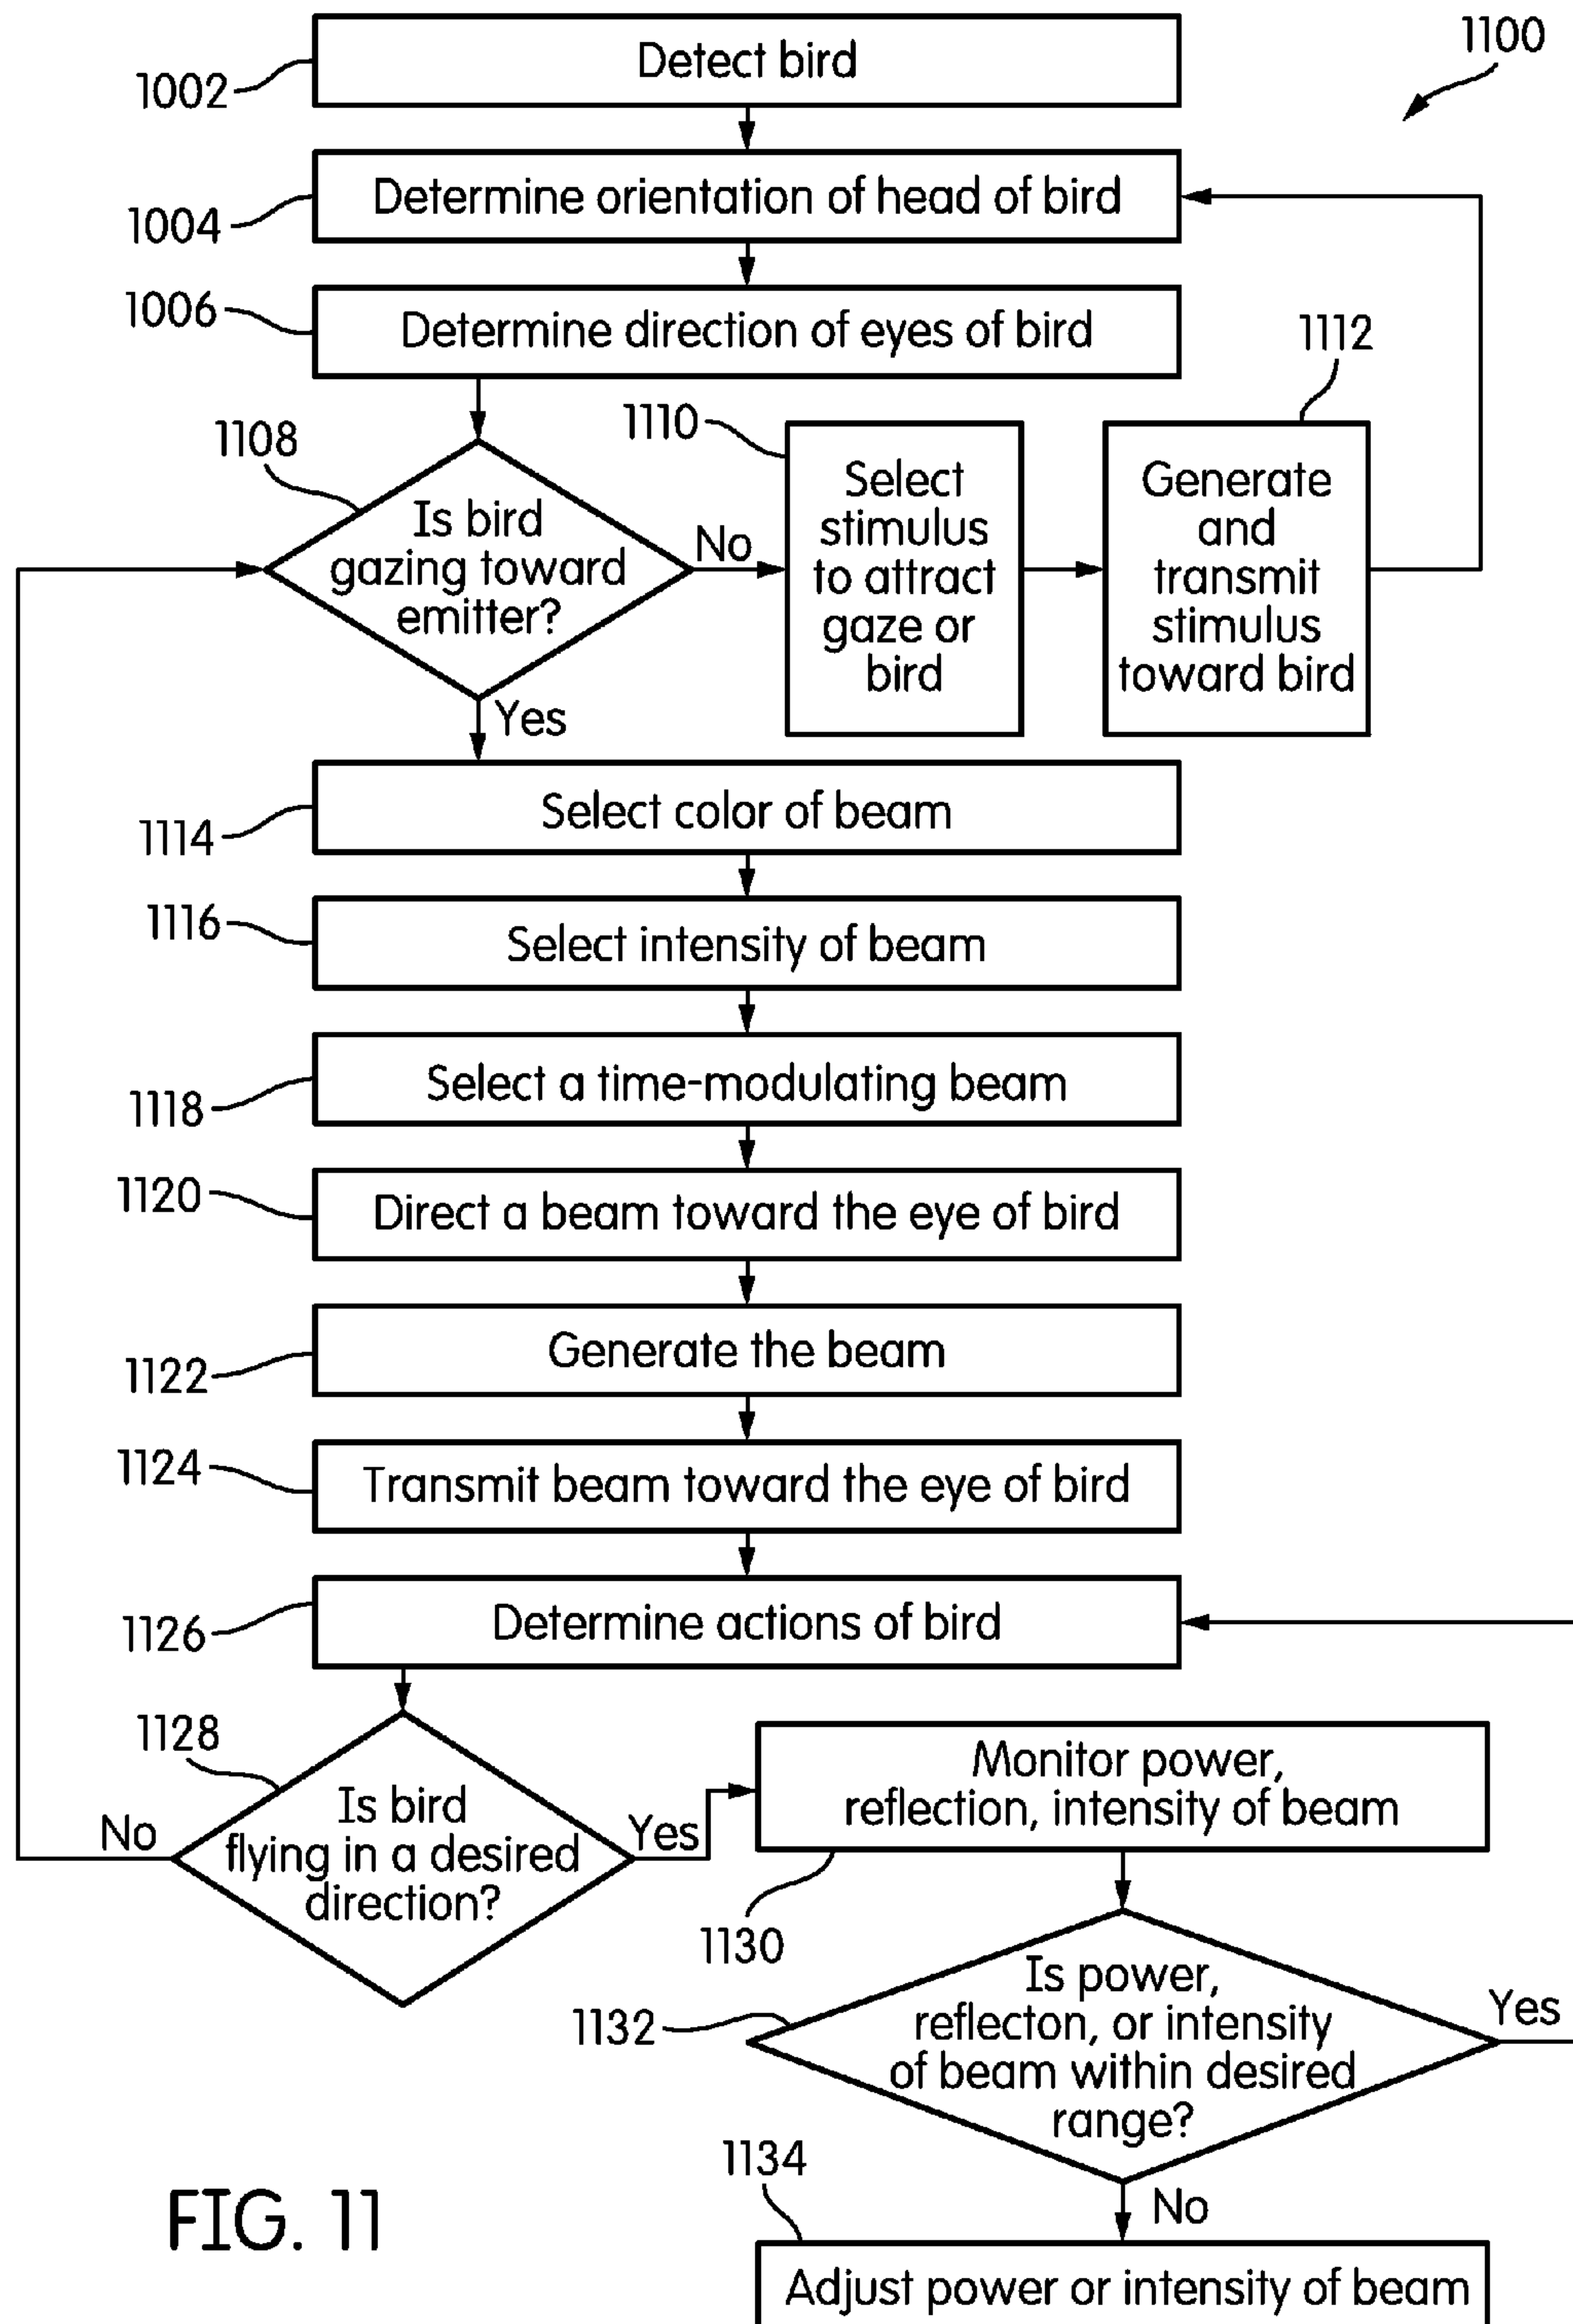 1100
1002
Detect bird
1004
Determine orientation of head of bird
1006
Determine direction of eyes of bird
1108
Is bird
gazing toward
emitter?
No
Yes
1110
Select
stimulus
to attract
gaze or
bird
1112
Generate
and
transmit
stimulus
toward bird
1114
Select color of beam
1116
Select intensity of beam
1118
Select a time-modulating beam
1120
Direct a beam toward the eye of bird
1122
Generate the beam
1124
Transmit beam toward the eye of bird
1126
Determine actions of bird
1128
Is bird
flying in a desired
direction?
No
Yes
Monitor power,
reflection, intensity of beam
1130
1132
Is power,
reflecton, or intensity
of beam within desired
range?
Yes
No
1134
Adjust power or intensity of beam
FIG. 11